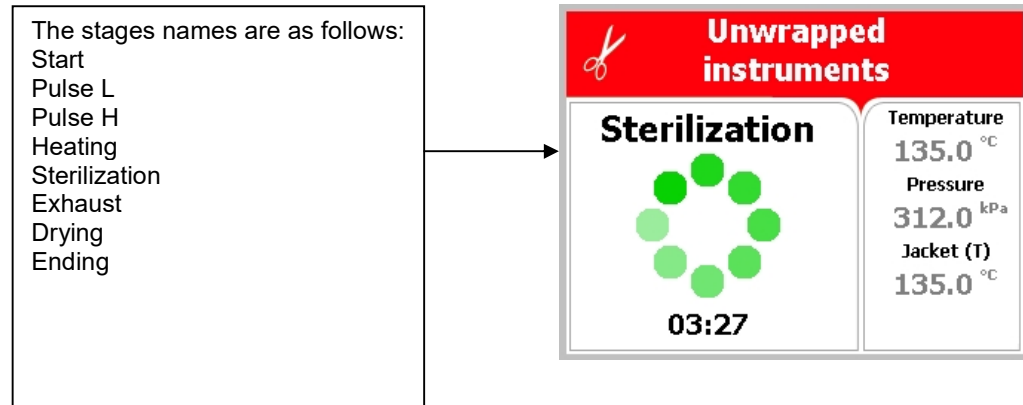 The stages names are as follows:
Start
Pulse L
Pulse H
Heating
Sterilization
Exhaust
Drying
Ending
Unwrapped
instruments
Sterilization
03:27
Temperature
135.0 °C
Pressure
312.0 kPa
Jacket (T)
135.0 °C